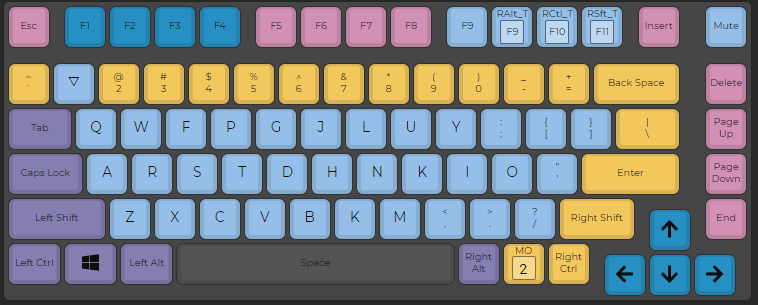 RAlt_T RCtl_T RSft_T
Esc F1 F2 F3 F4 F5 F6 F7 F8 F9 F9 F10 F11 Insert Mute
~ @ # $ % ^ & * ( ) _ +
` ▽ 2 3 4 5 6 7 8 9 0 - = Back Space Delete
Tab Q W F P G J L U Y : ; { [ } ] | \ Page Up
Caps Lock A R S T D H N K I O " ' Enter Page Down
Left Shift Z X C V B K M < , > . ? / Right Shift ↑ End
Left Ctrl Left Alt Space Right Alt MO 2 Right Ctrl ← ↓ →